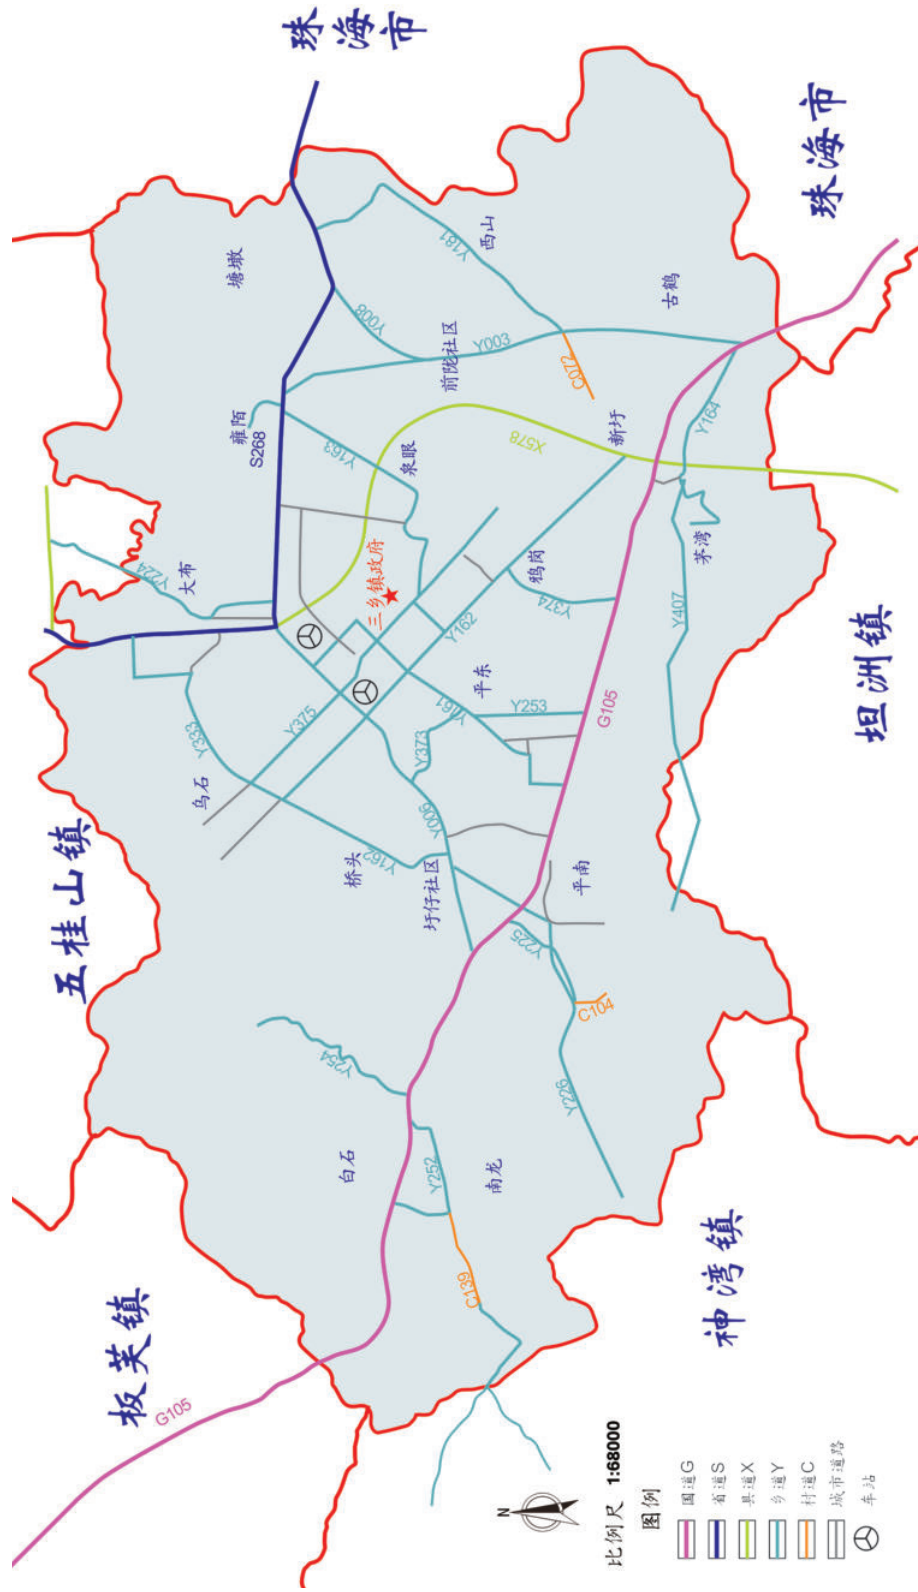 珠海市
珠海市
塘墩
西山
Y181
古鹤
Y008
前陇社区
Y003
C072
雍陌
S268
Y163
泉眼
X578
新圩
Y164
大布
Y224
三乡镇政府
鸦岗
Y374
茅湾
Y407
坦洲镇
Y162
平东
Y161
Y253
G105
Y375
Y373
Y333
乌石
Y006
五桂山镇
桥头
Y162
圩仔社区
平南
Y225
C104
Y254
Y226
白石
Y252
南龙
C139
神湾镇
板芙镇
G105
N
比例尺 1:68000
图例
国道G
省道S
县道X
乡道Y
村道C
城市道路
车站